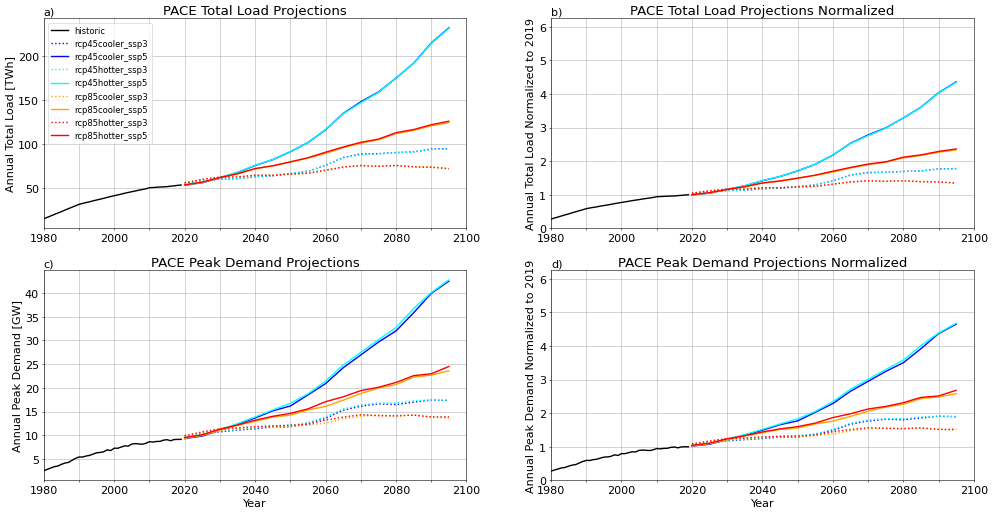 a)
PACE Total Load Projections
Annual Total Load [TWh]
200
150
100
50
historic
rcp45cooler_ssp3
rcp45cooler_ssp5
rcp45hotter_ssp3
rcp45hotter_ssp5
rcp85cooler_ssp3
rcp85cooler_ssp5
rcp85hotter_ssp3
rcp85hotter_ssp5
1980 2000 2020 2040 2060 2080 2100
b)
PACE Total Load Projections Normalized
Annual Total Load Normalized to 2019
6
5
4
3
2
1
0
1980 2000 2020 2040 2060 2080 2100
c)
PACE Peak Demand Projections
Annual Peak Demand [GW]
40
35
30
25
20
15
10
5
1980 2000 2020 2040 2060 2080 2100
Year
d)
PACE Peak Demand Projections Normalized
Annual Peak Demand Normalized to 2019
6
5
4
3
2
1
0
1980 2000 2020 2040 2060 2080 2100
Year